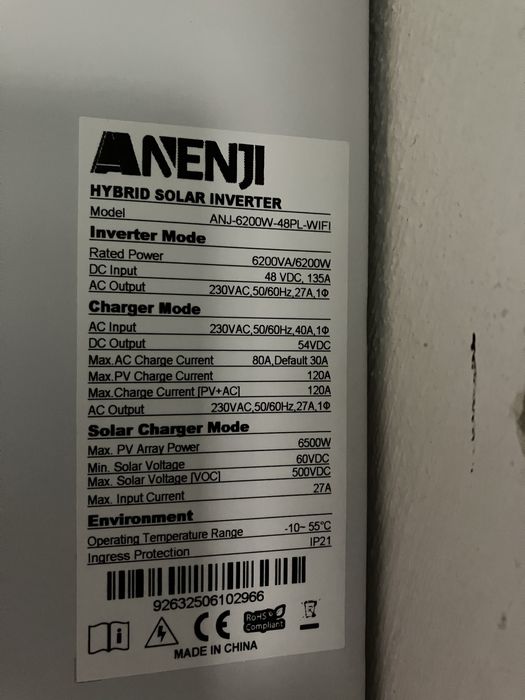 ANENJI
HYBRID SOLAR INVERTER
Model ANJ-6200W-48PL-WIFI
Inverter Mode
Rated Power 6200VA/6200W
DC Input 48 VDC, 135A
AC Output 230VAC,50/60Hz,27A,1Φ
Charger Mode
AC Input 230VAC,50/60Hz,40A,1Φ
DC Output 54VDC
Max.AC Charge Current 80A,Default 30A
Max.PV Charge Current 120A
Max.Charge Current [PV+AC] 120A
AC Output 230VAC,50/60Hz,27A,1Φ
Solar Charger Mode
Max. PV Array Power 6500W
Min. Solar Voltage 60VDC
Max. Solar Voltage [VOC] 500VDC
Max. Input Current 27A
Environment
Operating Temperature Range -10~ 55℃
Ingress Protection IP21
92632506102966
CE RoHS Compliant
MADE IN CHINA